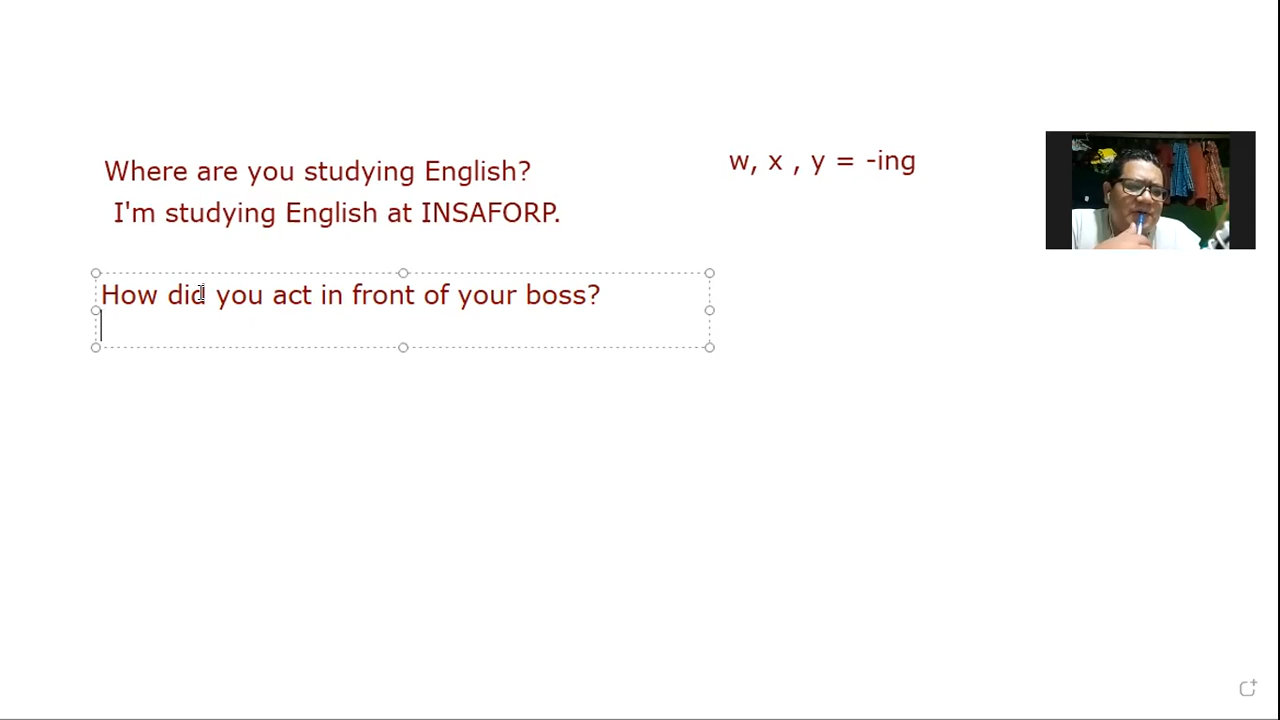 Where are you studying English?
w, x , y = -ing
I'm studying English at INSAFORP.
How did you act in front of your boss?